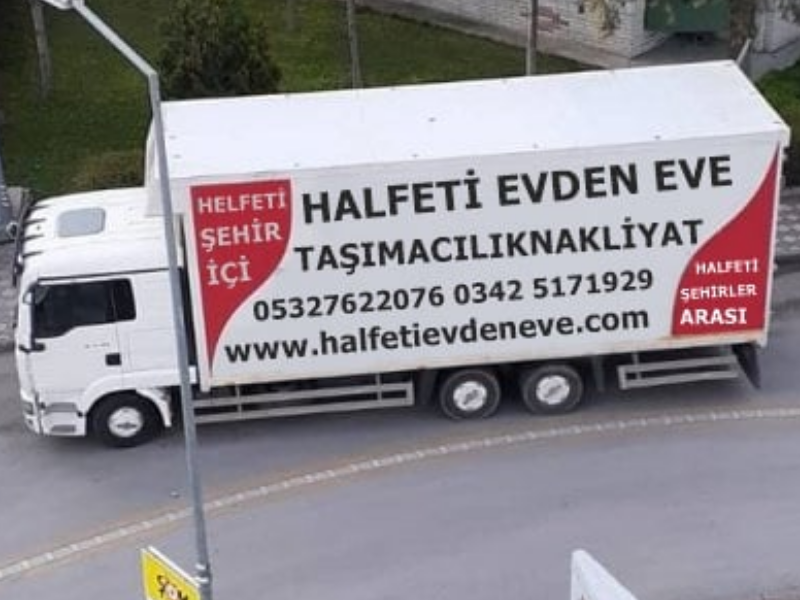 HELFETİ
ŞEHİR
İÇİ
HALFETİ EVDEN EVE
TAŞIMACILIKNAKLİYAT
05327622076 0342 5171929
www.halfetievdeneve.com
HALFETİ
ŞEHİRLER
ARASI